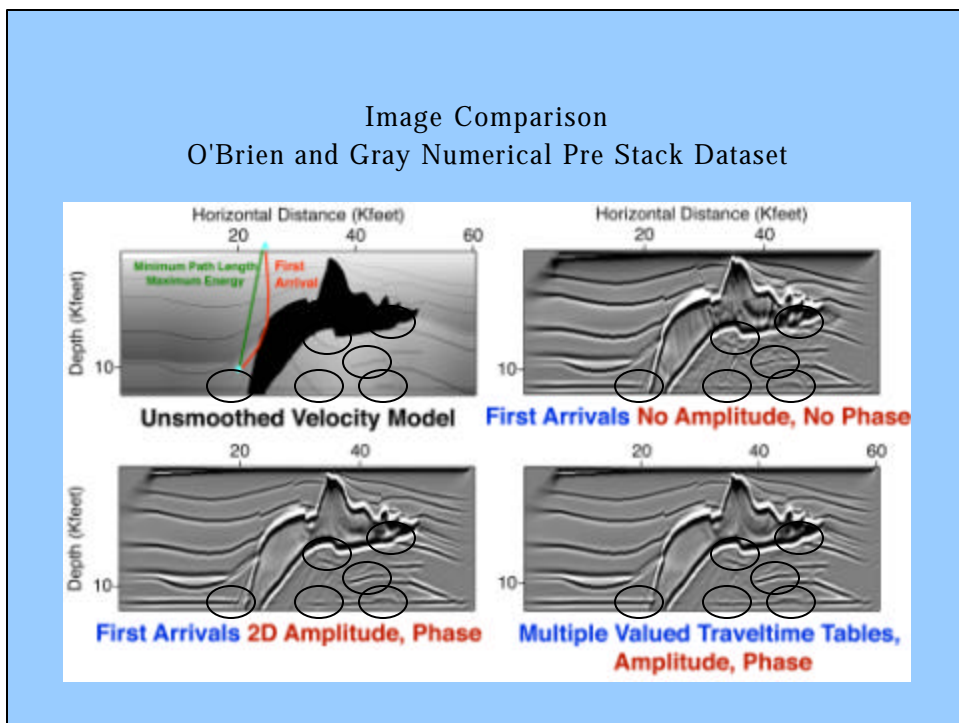 Image Comparison
O'Brien and Gray Numerical Pre Stack Dataset
Horizontal Distance (Kfeet)
20 40 60
Depth (Kfeet)
10
Minimum Path Length
Maximum Energy
First
Arrival
Unsmoothed Velocity Model
Horizontal Distance (Kfeet)
20 40
10
First Arrivals No Amplitude, No Phase
20 40
Depth (Kfeet)
10
First Arrivals 2D Amplitude, Phase
20 40 60
10
Multiple Valued Traveltime Tables,
Amplitude, Phase